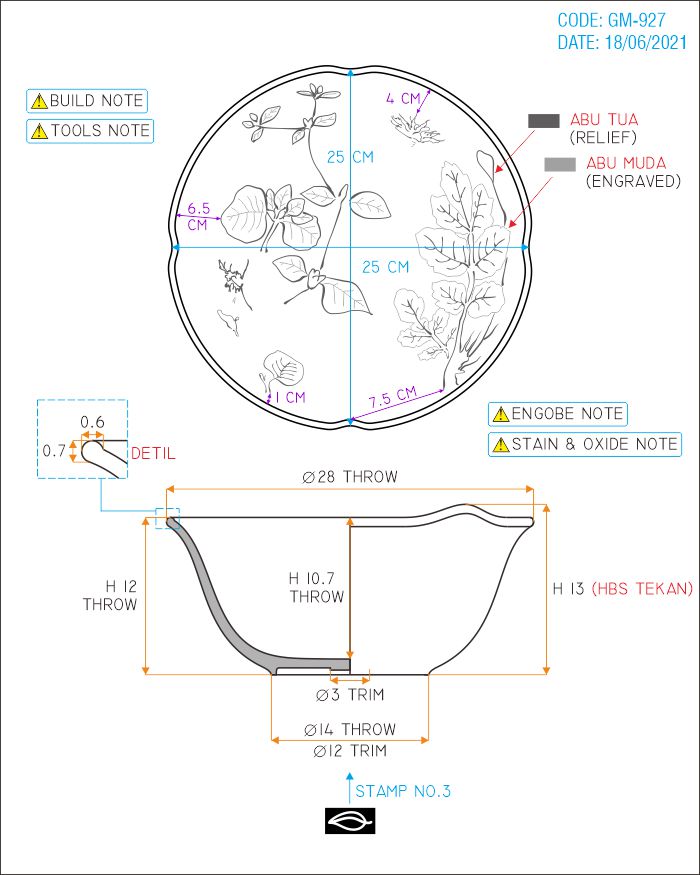 CODE: GM-927
DATE: 18/06/2021
BUILD NOTE
TOOLS NOTE
4 CM
ABU TUA
(RELIEF)
25 CM
ABU MUDA
(ENGRAVED)
6.5
CM
25 CM
1 CM
7.5 CM
ENGOBE NOTE
STAIN & OXIDE NOTE
0.6
0.7
DETIL
Ø28 THROW
H 12
THROW
H 10.7
THROW
H 13 (HBS TEKAN)
Ø3 TRIM
Ø14 THROW
Ø12 TRIM
STAMP NO.3